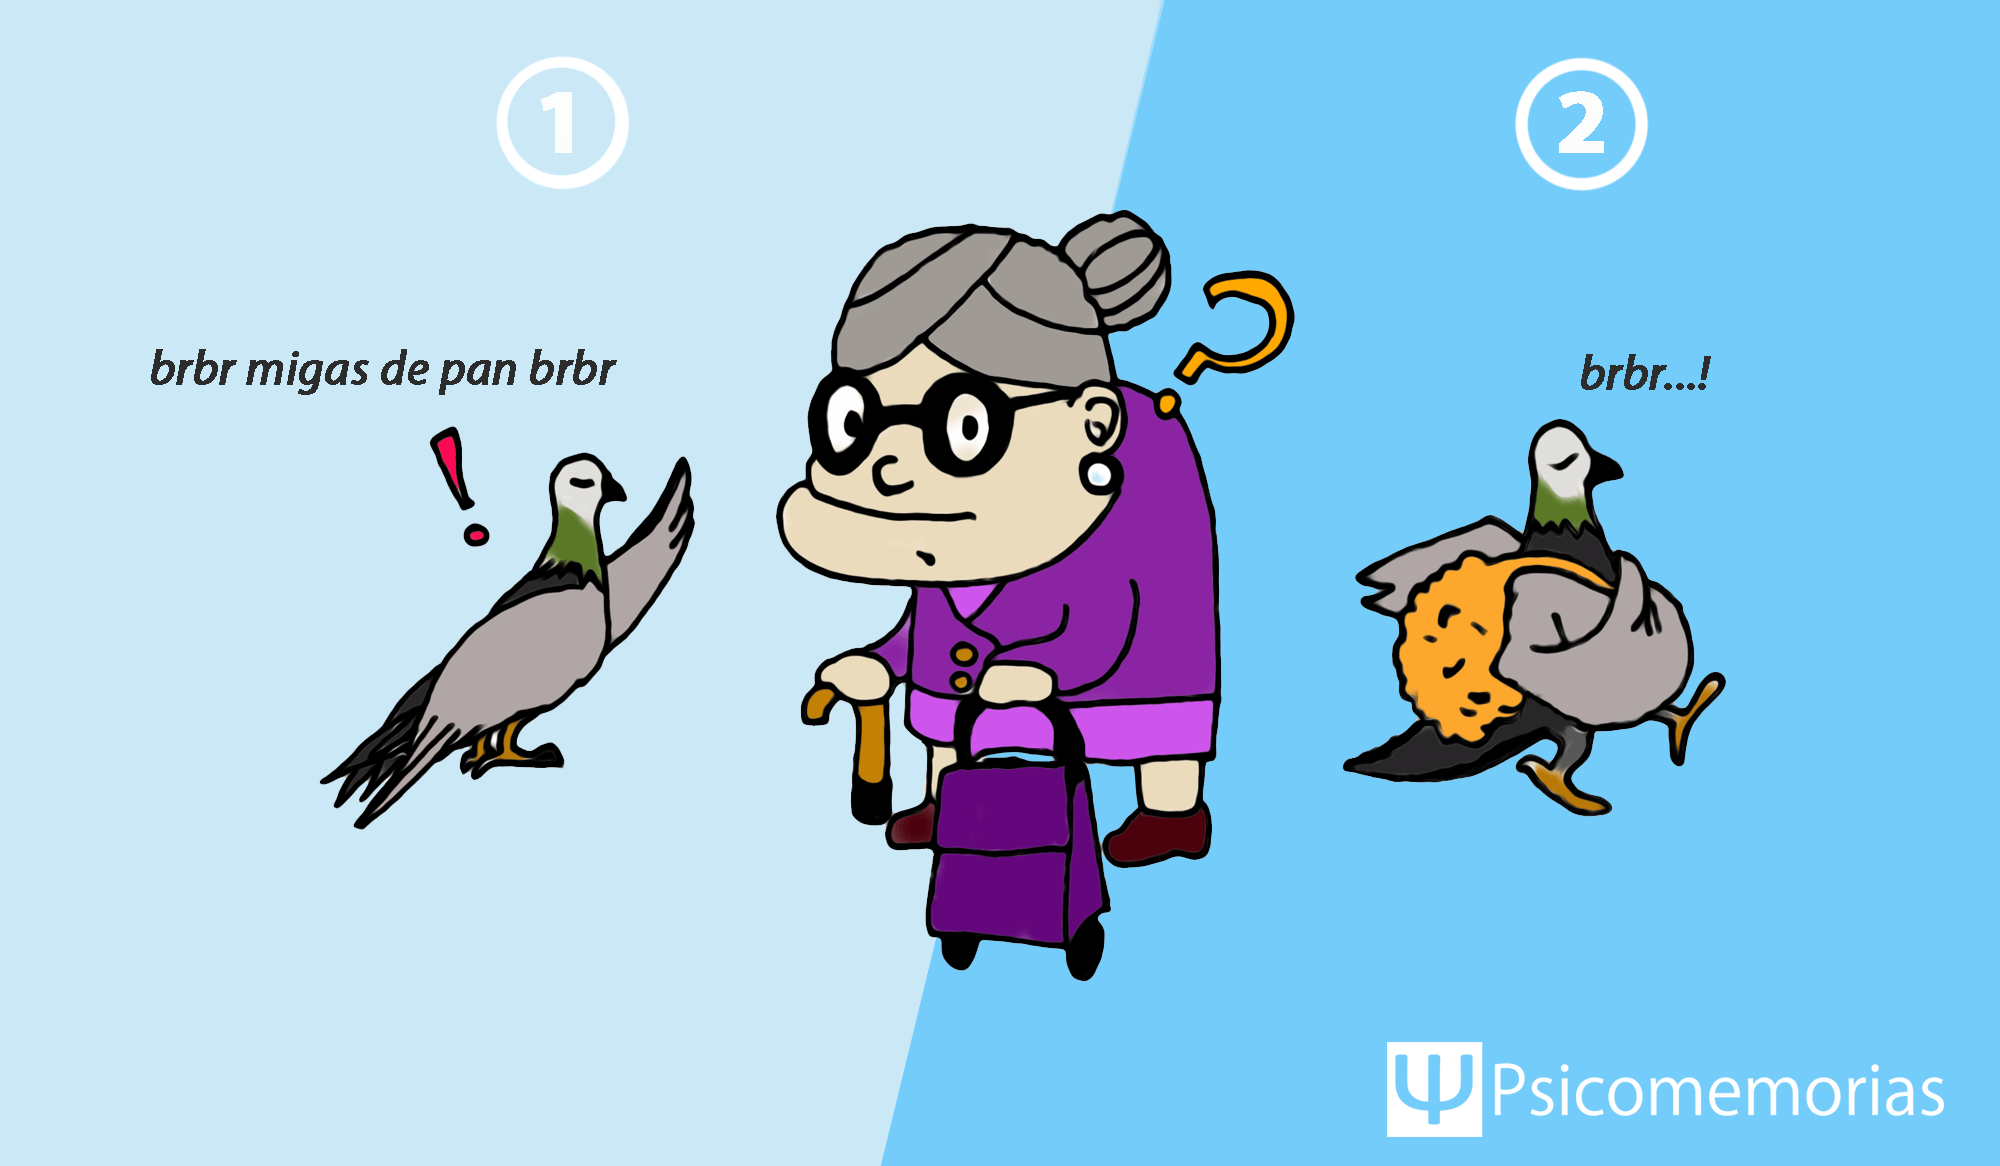 1
2
brbr migas de pan brbr
brbr...!
Ψ Psicomemorias